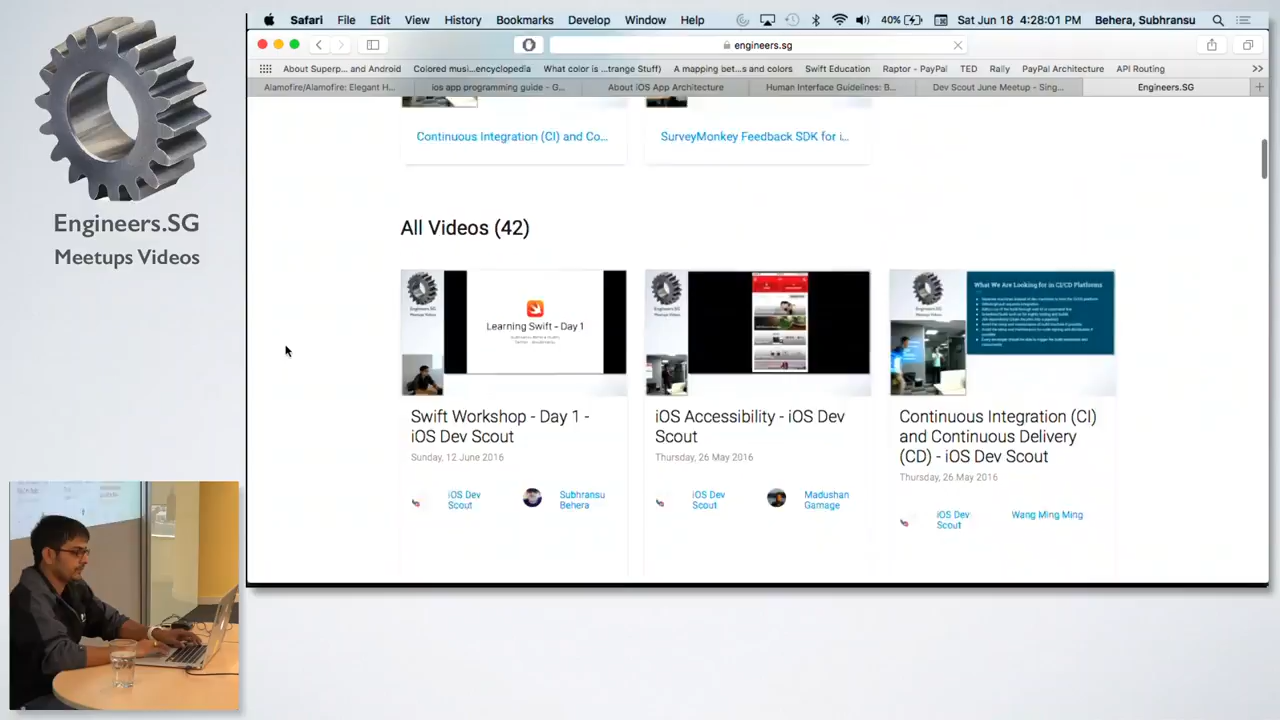 Engineers.SG
Meetups Videos
Safari File Edit View History Bookmarks Develop Window Help 40% Sat Jun 18 4:28:01 PM Behera, Subhransu
engineers.sg
About Superp... and Android Colored musi...encyclopedia What color is ...trange Stuff) A mapping bet...s and colors Swift Education Raptor - PayPal TED Rally PayPal Architecture API Routing >>
Alamofire/Alamofire: Elegant H... ios app programming guide - G... About iOS App Architecture Human Interface Guidelines: B... Dev Scout June Meetup - Sing... Engineers.SG
Continuous Integration (CI) and Co... SurveyMonkey Feedback SDK for i...
All Videos (42)
Learning Swift - Day 1
What We Are Looking for in CI/CD Platforms
Swift Workshop - Day 1 -
iOS Dev Scout
Sunday, 12 June 2016
iOS Dev
Scout
Subhransu
Behera
iOS Accessibility - iOS Dev
Scout
Thursday, 26 May 2016
iOS Dev
Scout
Madushan
Gamage
Continuous Integration (CI)
and Continuous Delivery
(CD) - iOS Dev Scout
Thursday, 26 May 2016
iOS Dev
Scout
Wang Ming Ming